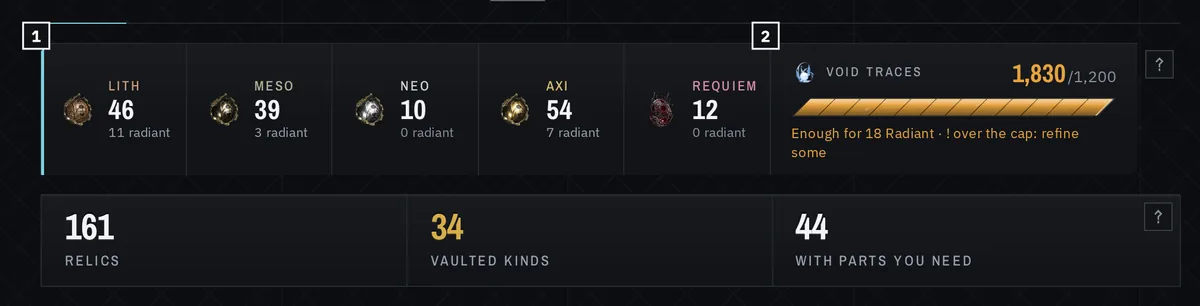 1
2
LITH
46
11 radiant
MESO
39
3 radiant
NEO
10
0 radiant
AXI
54
7 radiant
REQUIEM
12
0 radiant
VOID TRACES
1,830/1,200
?
Enough for 18 Radiant · ! over the cap: refine
some
161
RELICS
34
VAULTED KINDS
44
WITH PARTS YOU NEED
?